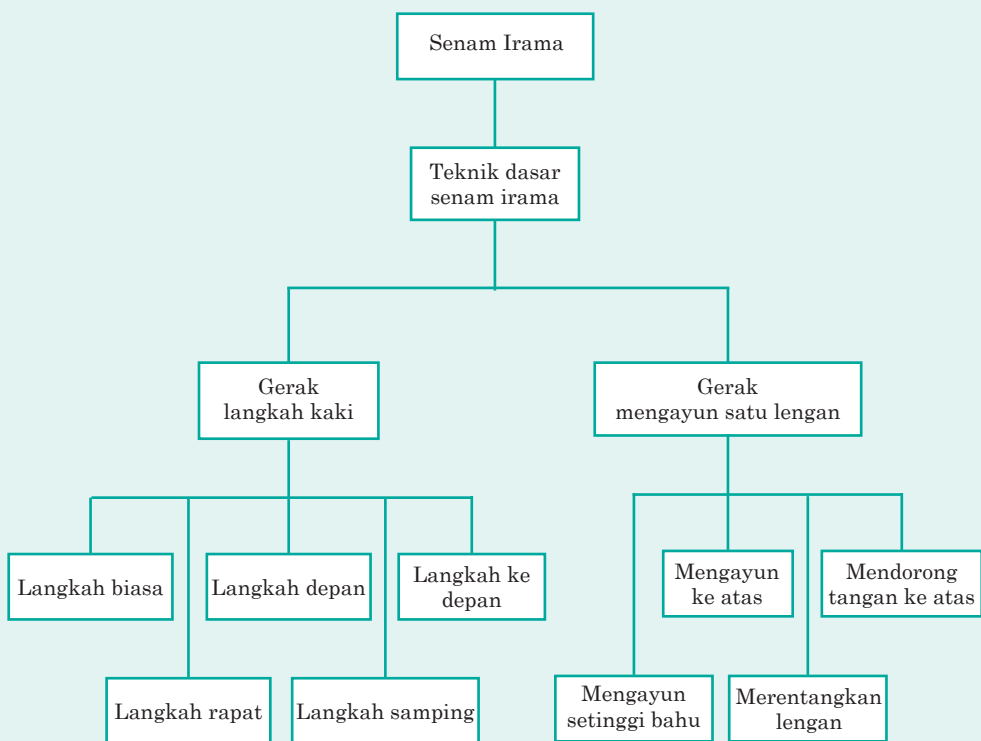 Senam Irama
Teknik dasar
senam irama
Gerak
langkah kaki
Gerak
mengayun satu lengan
Langkah biasa
Langkah depan
Langkah ke
depan
Mengayun
ke atas
Mendorong
tangan ke atas
Langkah rapat
Langkah samping
Mengayun
setinggi bahu
Merentangkan
lengan